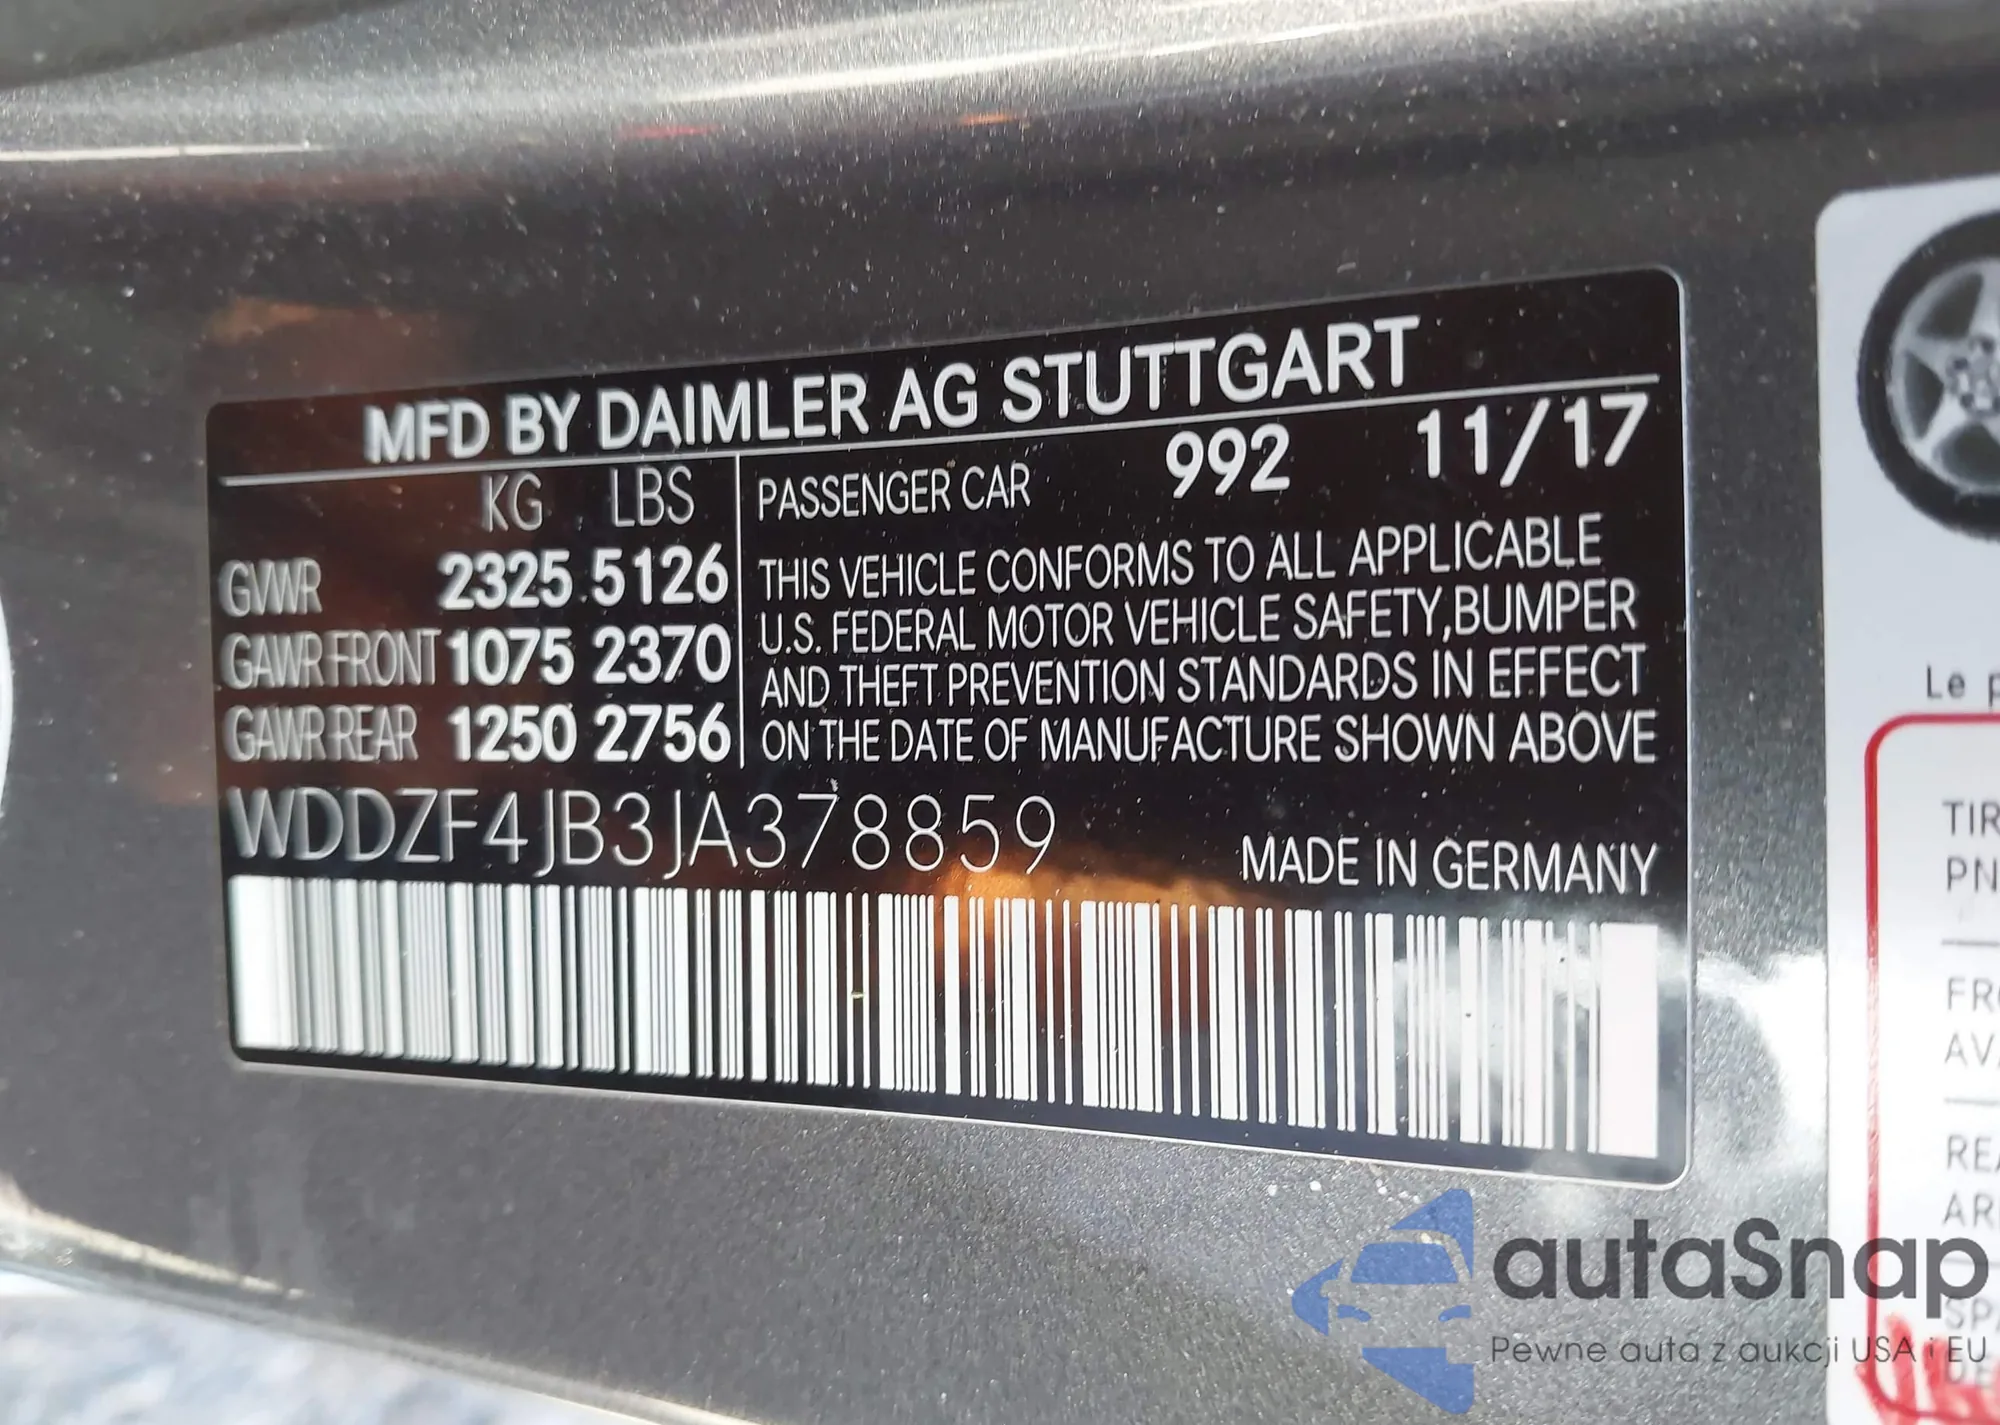 MFD BY DAIMLER AG STUTTGART
KG LBS
GVWR 2325 5126
GAWR FRONT 1075 2370
GAWR REAR 1250 2756
PASSENGER CAR 992 11/17
THIS VEHICLE CONFORMS TO ALL APPLICABLE
U.S. FEDERAL MOTOR VEHICLE SAFETY,BUMPER
AND THEFT PREVENTION STANDARDS IN EFFECT
ON THE DATE OF MANUFACTURE SHOWN ABOVE
WDDZF4JB3JA378859
MADE IN GERMANY
Le
autaSnap
Pewne auta z aukcji USA i EU